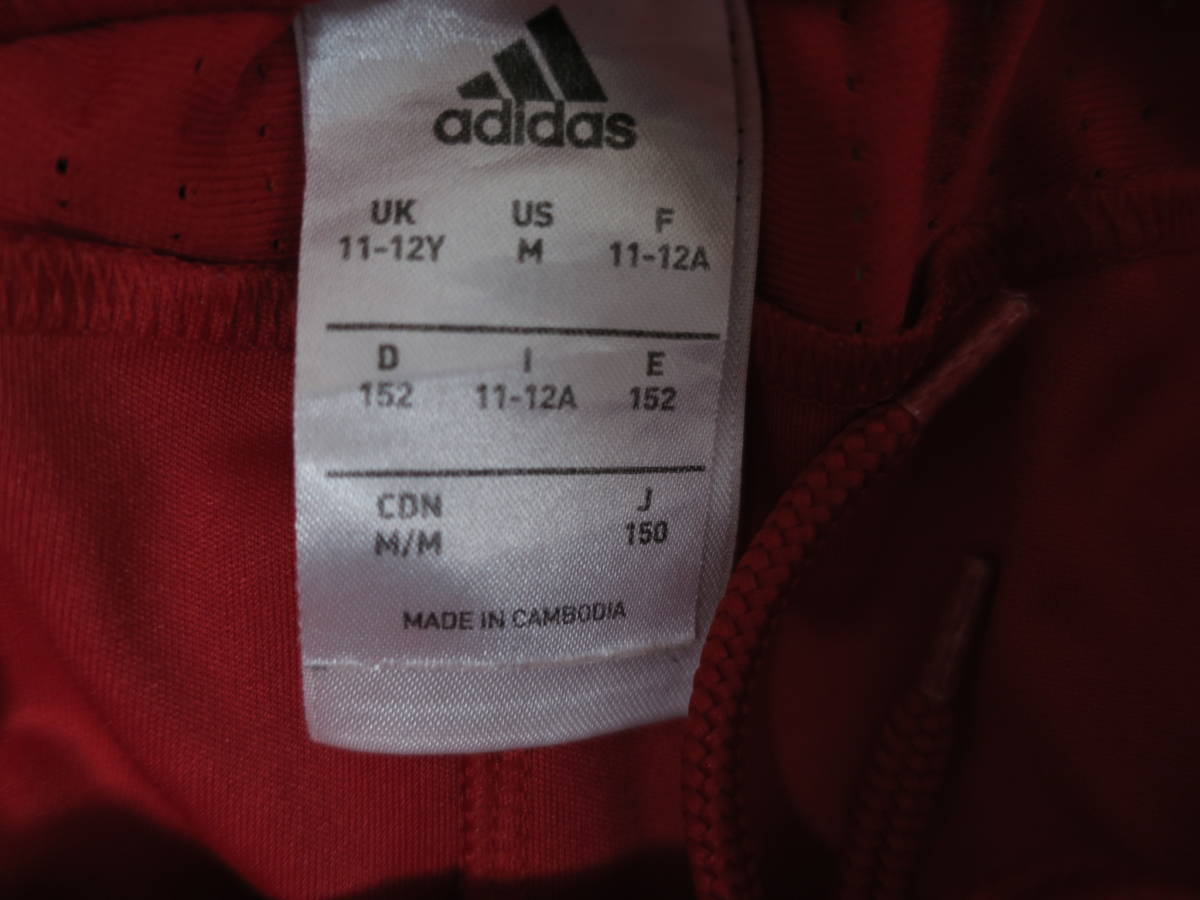 adidas
UK US F
11-12Y M 11-12A
D I E
152 11-12A 152
CDN J
M/M 150
MADE IN CAMBODIA